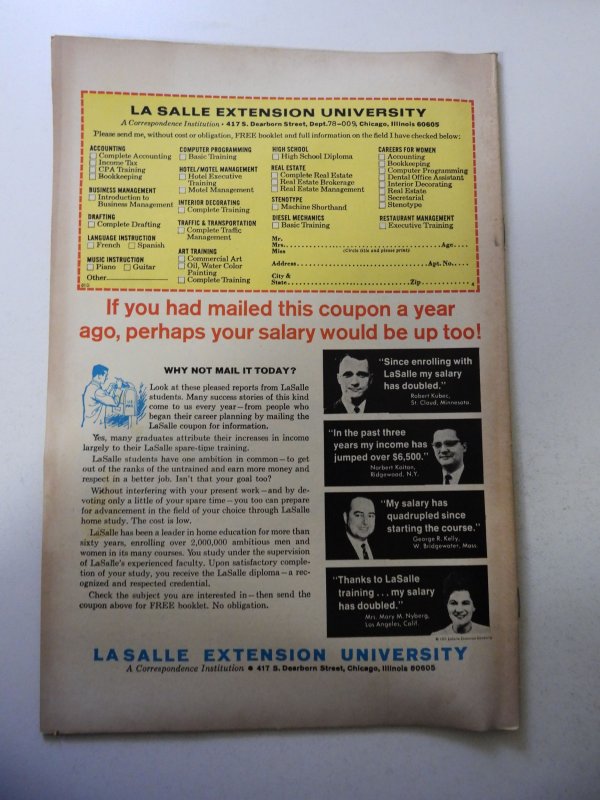 LA SALLE EXTENSION UNIVERSITY
A Correspondence Institution • 417 S. Dearborn Street, Dept. 78-009, Chicago, Illinois 60605
Please send me, without cost or obligation, FREE booklet and full information on the field I have checked below:
ACCOUNTING
Complete Accounting
Income Tax
CPA Training
Bookkeeping
BUSINESS MANAGEMENT
Introduction to
Business Management
DRAFTING
Complete Drafting
LANGUAGE INSTRUCTION
French Spanish
MUSIC INSTRUCTION
Piano Guitar
Other
COMPUTER PROGRAMMING
Basic Training
HOTEL/MOTEL MANAGEMENT
Hotel Executive
Training
Motel Management
INTERIOR DECORATING
Complete Training
TRAFFIC & TRANSPORTATION
Complete Traffic
Management
ART TRAINING
Commercial Art
Oil, Water Color
Painting
Complete Training
HIGH SCHOOL
High School Diploma
REAL ESTATE
Complete Real Estate
Real Estate Brokerage
Real Estate Management
STENOTYPE
Machine Shorthand
DIESEL MECHANICS
Basic Training
CAREERS FOR WOMEN
Accounting
Bookkeeping
Computer Programming
Dental Office Assistant
Interior Decorating
Real Estate
Secretarial
Stenotype
RESTAURANT MANAGEMENT
Executive Training
Mr.
Mrs. Age
Miss (Circle title and please print)
Address Apt. No.
City &
State Zip
If you had mailed this coupon a year
ago, perhaps your salary would be up too!
WHY NOT MAIL IT TODAY?
Look at these pleased reports from LaSalle
students. Many success stories of this kind
come to us every year—from people who
began their career planning by mailing the
LaSalle coupon for information.
Yes, many graduates attribute their increases in income
largely to their LaSalle spare-time training.
LaSalle students have one ambition in common—to get
out of the ranks of the untrained and earn more money and
respect in a better job. Isn't that your goal too?
Without interfering with your present work—and by de-
voting only a little of your spare time—you too can prepare
for advancement in the field of your choice through LaSalle
home study. The cost is low.
LaSalle has been a leader in home education for more than
sixty years, enrolling over 2,000,000 ambitious men and
women in its many courses. You study under the supervision
of LaSalle's experienced faculty. Upon satisfactory comple-
tion of your study, you receive the LaSalle diploma—a rec-
ognized and respected credential.
Check the subject you are interested in—then send the
coupon above for FREE booklet. No obligation.
"Since enrolling with
LaSalle my salary
has doubled."
Robert Kubec,
St. Cloud, Minnesota.
"In the past three
years my income has
jumped over $6,500."
Norbert Kaiton,
Ridgewood, N.Y.
"My salary has
quadrupled since
starting the course."
George R. Kelly,
W. Bridgewater, Mass.
"Thanks to LaSalle
training . . . my salary
has doubled."
Mrs. Mary M. Nyberg,
Los Angeles, Calif.
LA SALLE EXTENSION UNIVERSITY
A Correspondence Institution • 417 S. Dearborn Street, Chicago, Illinois 60605